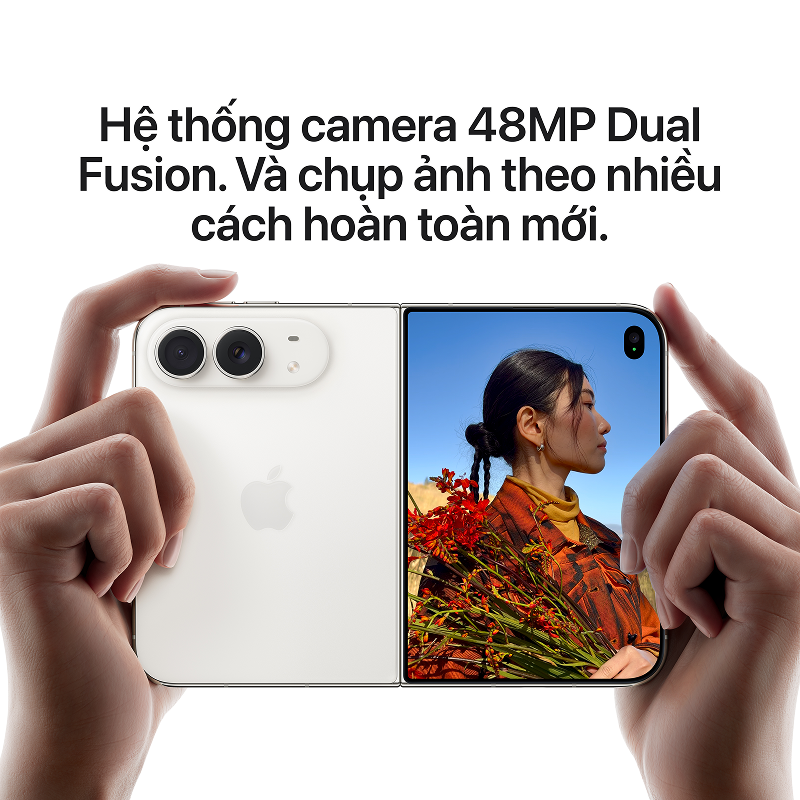 Hệ thống camera 48MP Dual
Fusion. Và chụp ảnh theo nhiều
cách hoàn toàn mới.